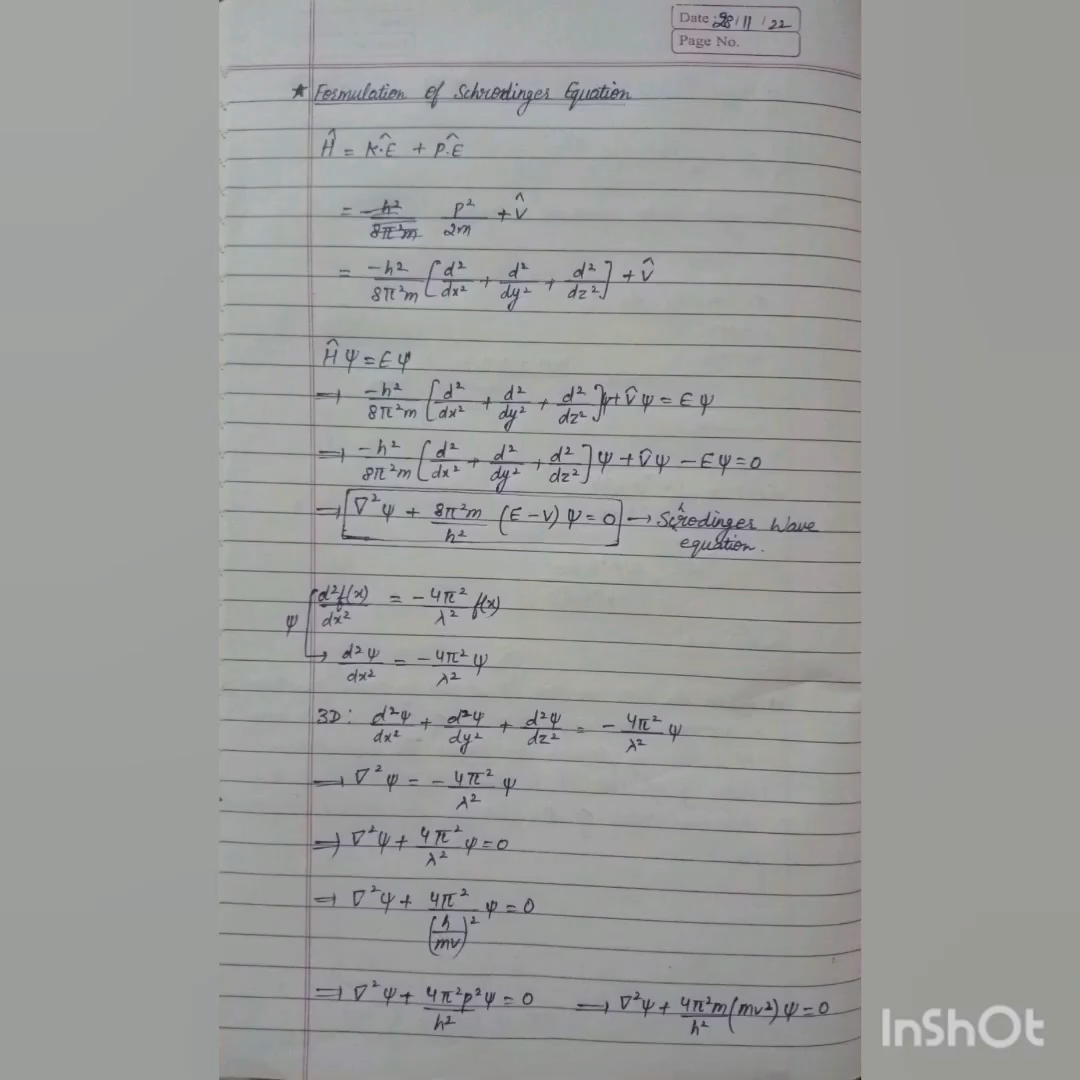 Date : 28/11/22
Page No.
★ Formulation of Schrodinger Equation
Ĥ = K.Ê + P.Ê
= -h²/8π²m P²/2m + V̂
= -h²/8π²m [d²/dx² + d²/dy² + d²/dz²] + V̂
Ĥψ = Eψ
⇒ -h²/8π²m [d²/dx² + d²/dy² + d²/dz²]ψ + V̂ψ = Eψ
⇒ -h²/8π²m [d²/dx² + d²/dy² + d²/dz²]ψ + V̂ψ - Eψ = 0
⇒ ∇²ψ + 8π²m/h² (E - V)ψ = 0 → Schrodinger Wave
equation.
ψ d²f(x)/dx² = -4π²/λ² f(x)
→ d²ψ/dx² = -4π²/λ² ψ
3D: d²ψ/dx² + d²ψ/dy² + d²ψ/dz² = -4π²/λ² ψ
⇒ ∇²ψ = -4π²/λ² ψ
⇒ ∇²ψ + 4π²/λ² ψ = 0
⇒ ∇²ψ + 4π²/(h/mv)² ψ = 0
⇒ ∇²ψ + 4π²p²ψ/h² = 0 ⇒ ∇²ψ + 4π²m/h² (mv²)ψ = 0
InShOt